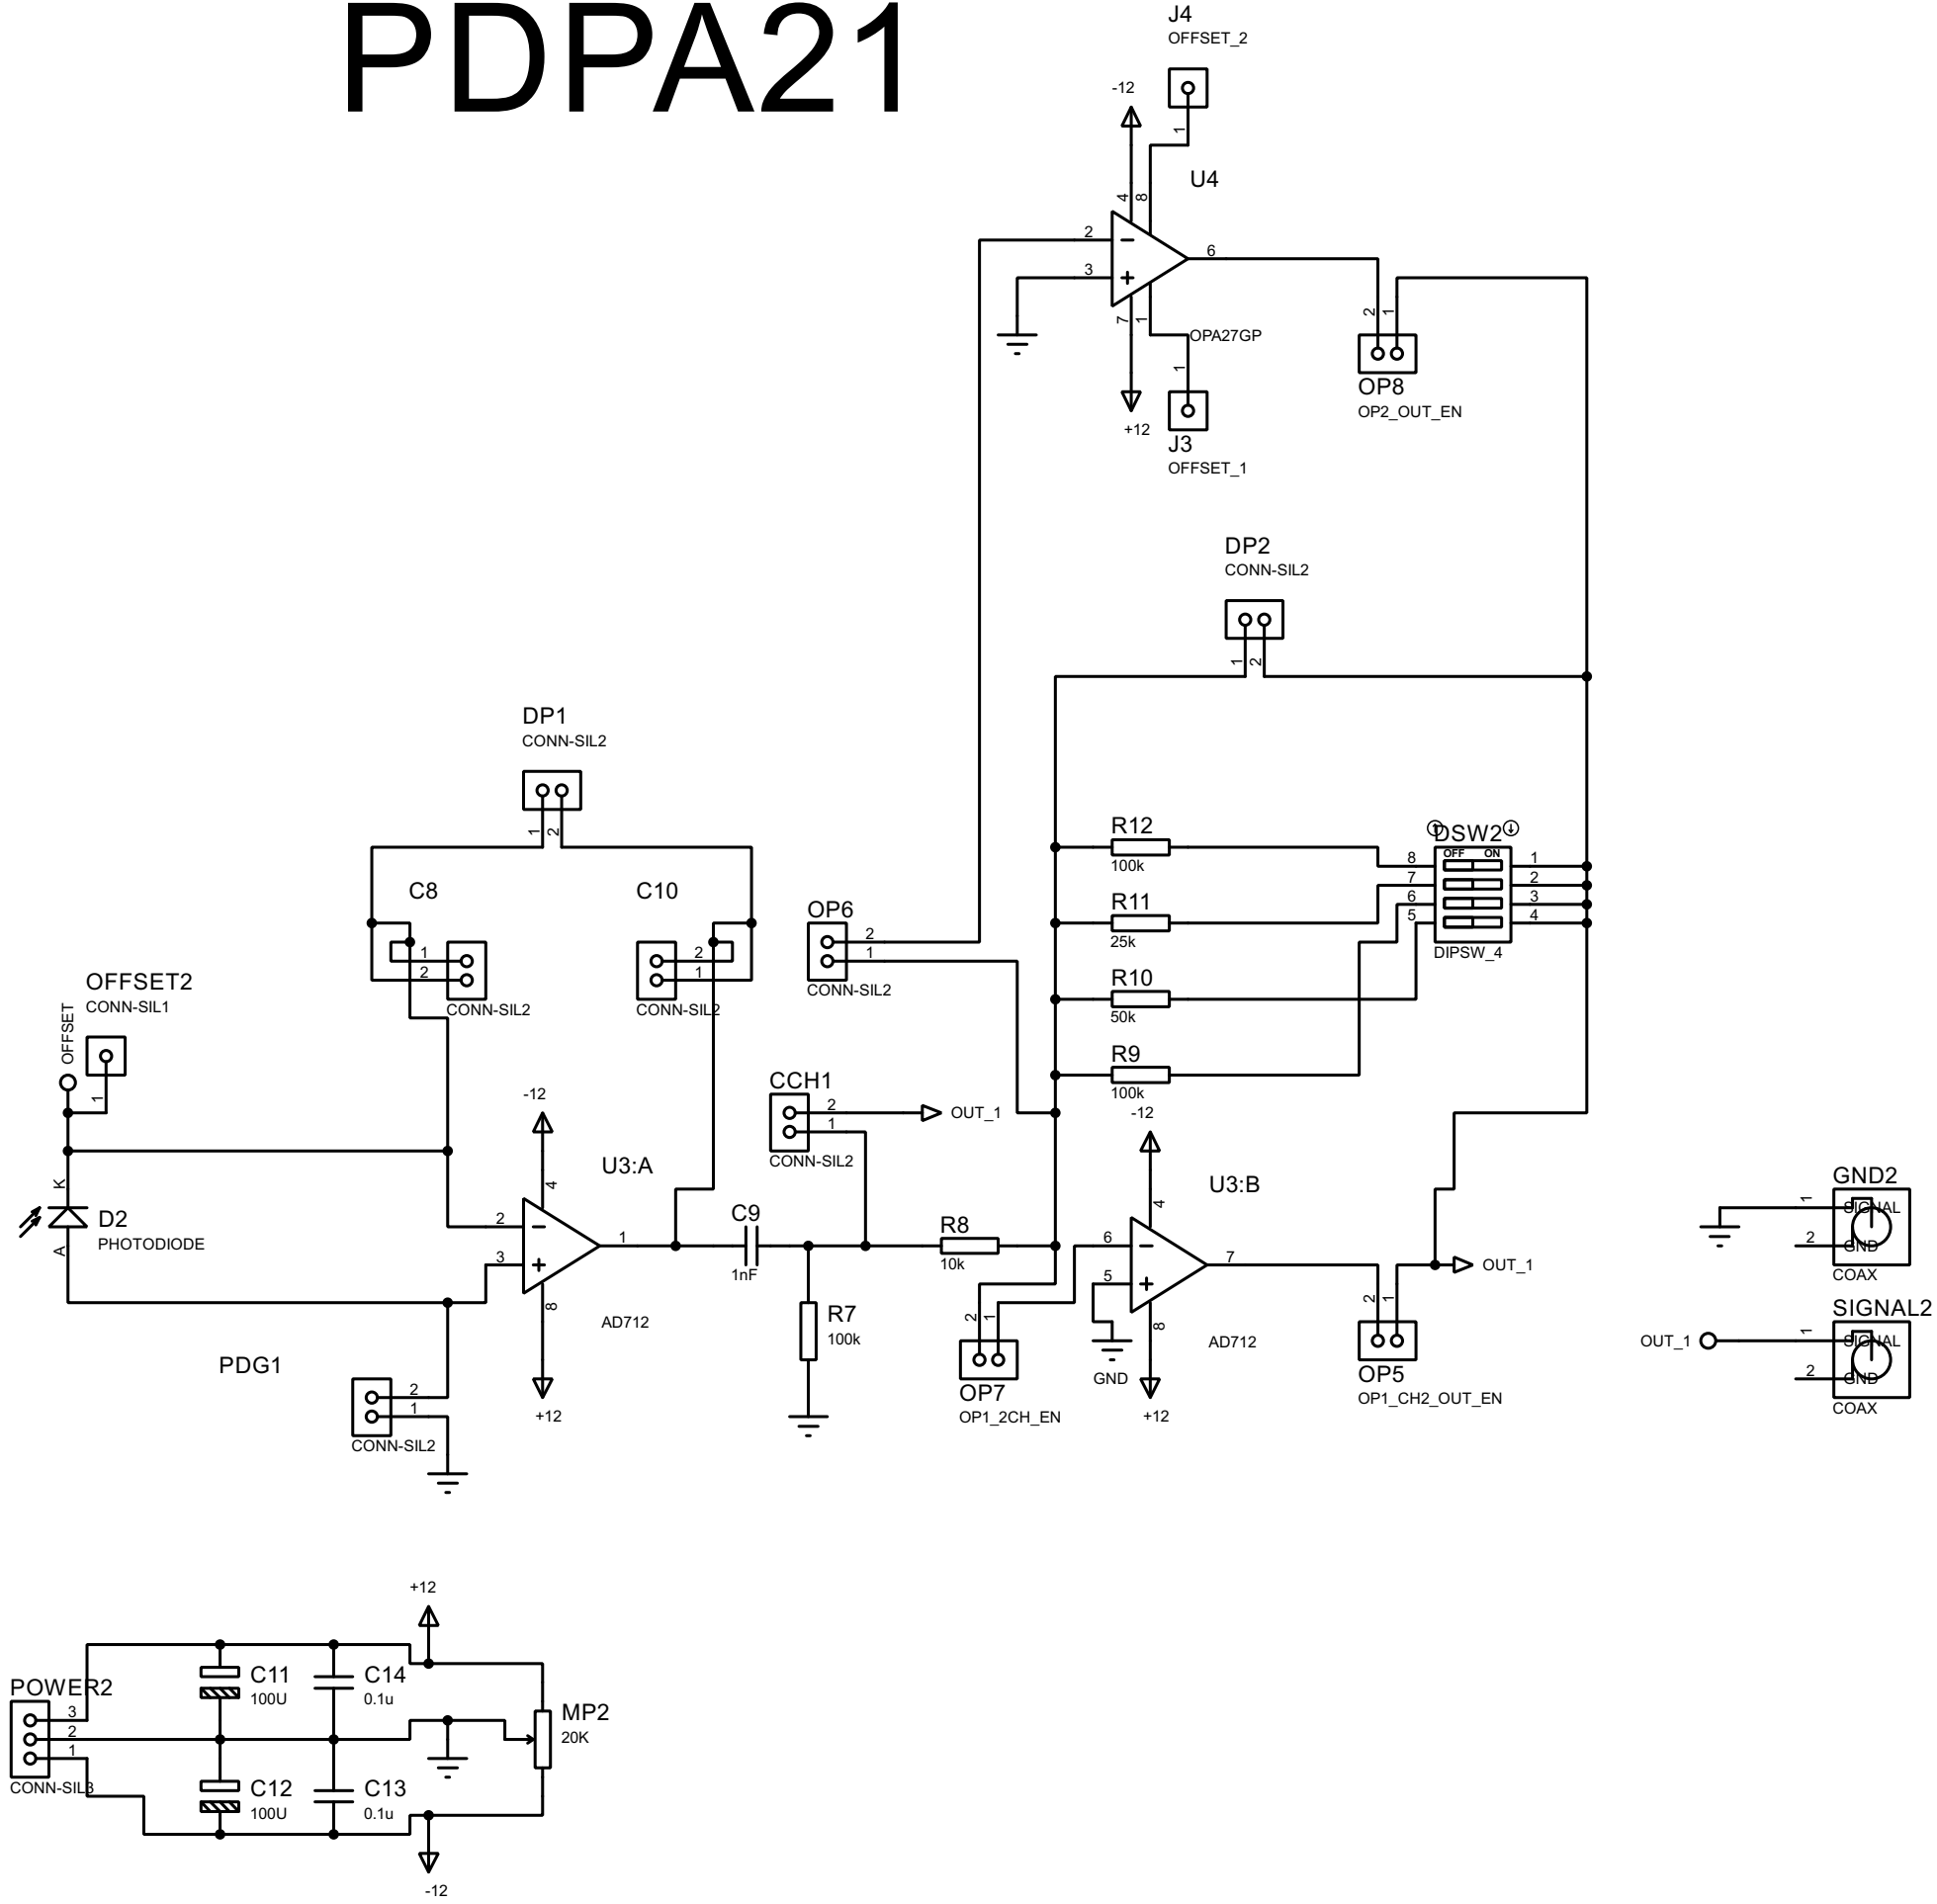 PDPA21
J4
OFFSET_2
-12
1
4
8
U4
2
3
6
7
1
OPA27GP
1
+12
J3
OFFSET_1
2
1
OP8
OP2_OUT_EN
DP2
CONN-SIL2
1
2
DP1
CONN-SIL2
1
2
C8
1
2
CONN-SIL2
C10
2
1
CONN-SIL2
OP6
2
1
CONN-SIL2
R12
100k
R11
25k
R10
50k
R9
100k
DSW2
OFF ON
8
7
6
5
1
2
3
4
DIPSW_4
OFFSET2
CONN-SIL1
OFFSET
1
K
A
D2
PHOTODIODE
-12
4
U3:A
2
3
1
8
AD712
+12
CCH1
2
1
CONN-SIL2
OUT_1
C9
1nF
R8
10k
R7
100k
PDG1
2
1
CONN-SIL2
2
1
OP7
OP1_2CH_EN
-12
4
U3:B
6
5
7
8
GND
AD712
+12
2
1
OP5
OP1_CH2_OUT_EN
OUT_1
GND2
1
SIGNAL
2
GND
COAX
SIGNAL2
OUT_1
1
SIGNAL
2
GND
COAX
+12
POWER2
3
2
1
CONN-SIL3
C11
100U
C14
0.1u
MP2
20K
C12
100U
C13
0.1u
-12